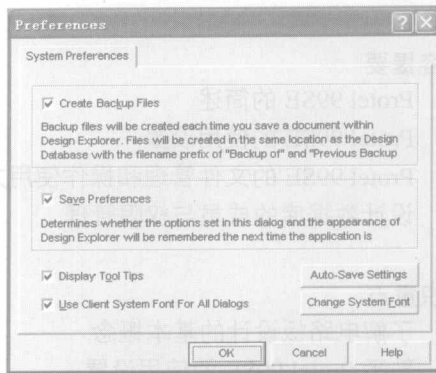 Preferences
System Preferences
Create Backup Files
Backup files will be created each time you save a document within
Design Explorer. Files will be created in the same location as the Design
Database with the filename prefix of "Backup of" and "Previous Backup
Save Preferences
Determines whether the options set in this dialog and the appearance of
Design Explorer will be remembered the next time the application is
Display Tool Tips
Auto-Save Settings
Use Client System Font For All Dialogs
Change System Font
OK
Cancel
Help